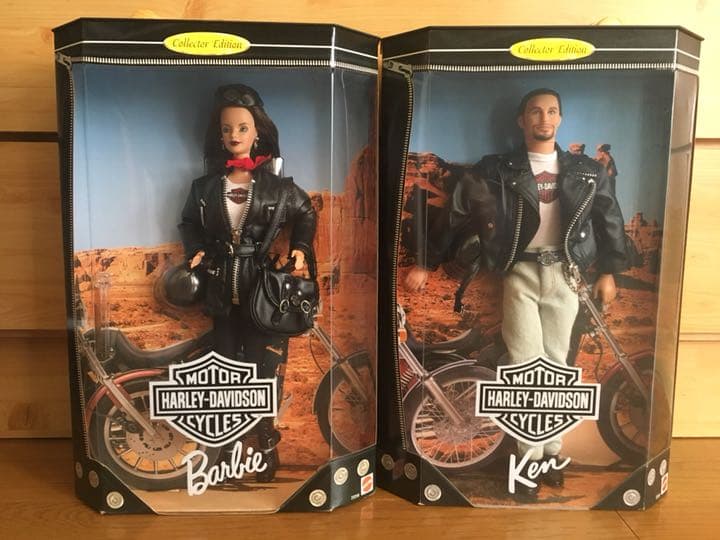 Collector Edition
MOTOR
HARLEY-DAVIDSON
CYCLES
Barbie
Collector Edition
MOTOR
HARLEY-DAVIDSON
CYCLES
Ken